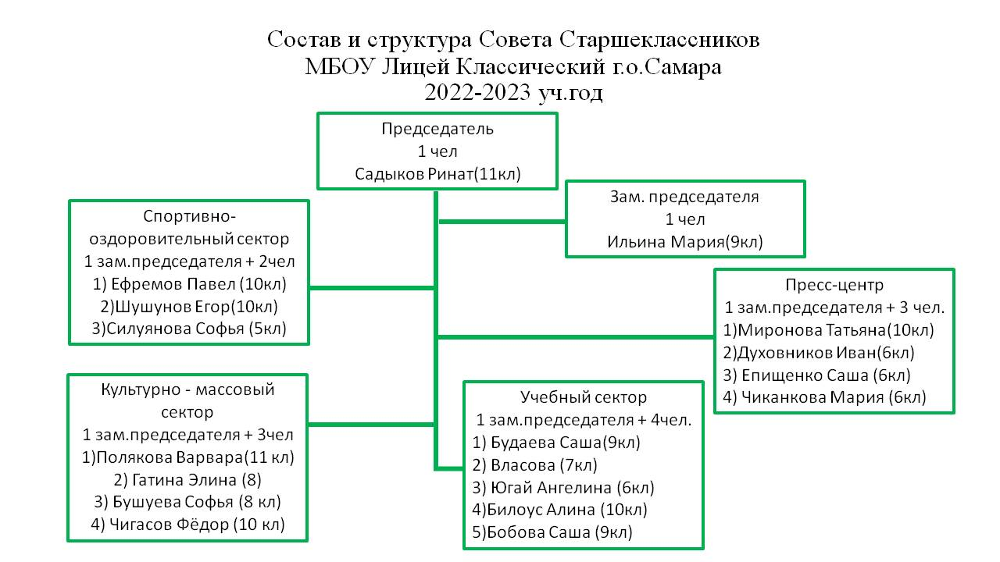 Состав и структура Совета Старшеклассников
МБОУ Лицей Классический г.о.Самара
2022-2023 уч.год
Председатель
1 чел
Садыков Ринат(11кл)
Зам. председателя
1 чел
Ильина Мария(9кл)
Спортивно-
оздоровительный сектор
1 зам.председателя + 2чел
1) Ефремов Павел (10кл)
2)Шушунов Егор(10кл)
3)Силуянова Софья (5кл)
Пресс-центр
1 зам.председателя + 3 чел.
1)Миронова Татьяна(10кл)
2)Духовников Иван(6кл)
3) Епищенко Саша (6кл)
4) Чиканкова Мария (6кл)
Культурно - массовый
сектор
1 зам.председателя + 3чел
1)Полякова Варвара(11 кл)
2) Гатина Элина (8)
3) Бушуева Софья (8 кл)
4) Чигасов Фёдор (10 кл)
Учебный сектор
1 зам.председателя + 4чел.
1) Будаева Саша(9кл)
2) Власова (7кл)
3) Югай Ангелина (6кл)
4)Билоус Алина (10кл)
5)Бобова Саша (9кл)